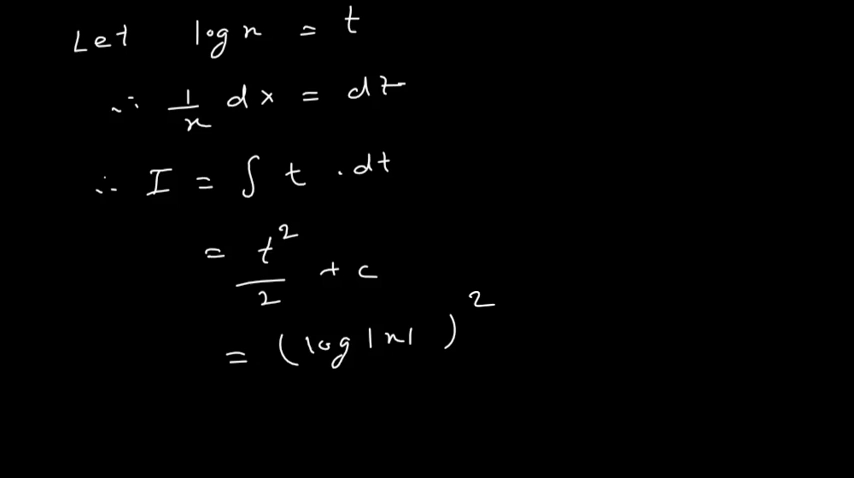 Let log x = t
∴ 1/x dx = dt
∴ I = ∫ t . dt
= t²/2 + c
= (log |x| )²